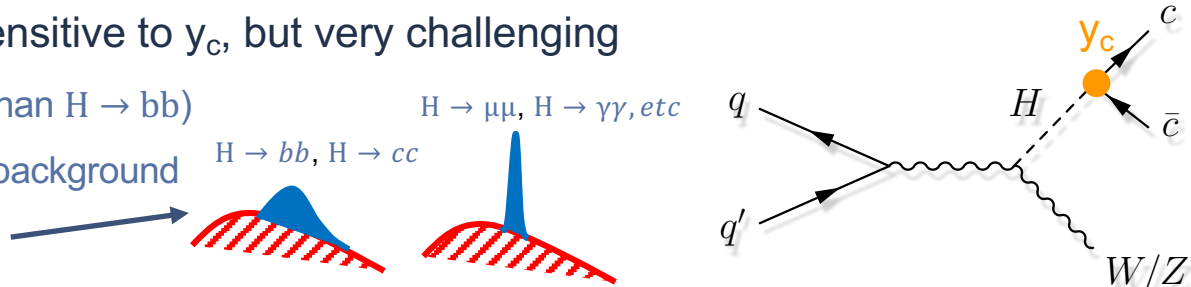 ensitive to y_c, but very challenging
han H → bb)
background
H → bb, H → cc
H → μμ, H → γγ, etc
y_c
c
H
c̄
q
q′
W/Z